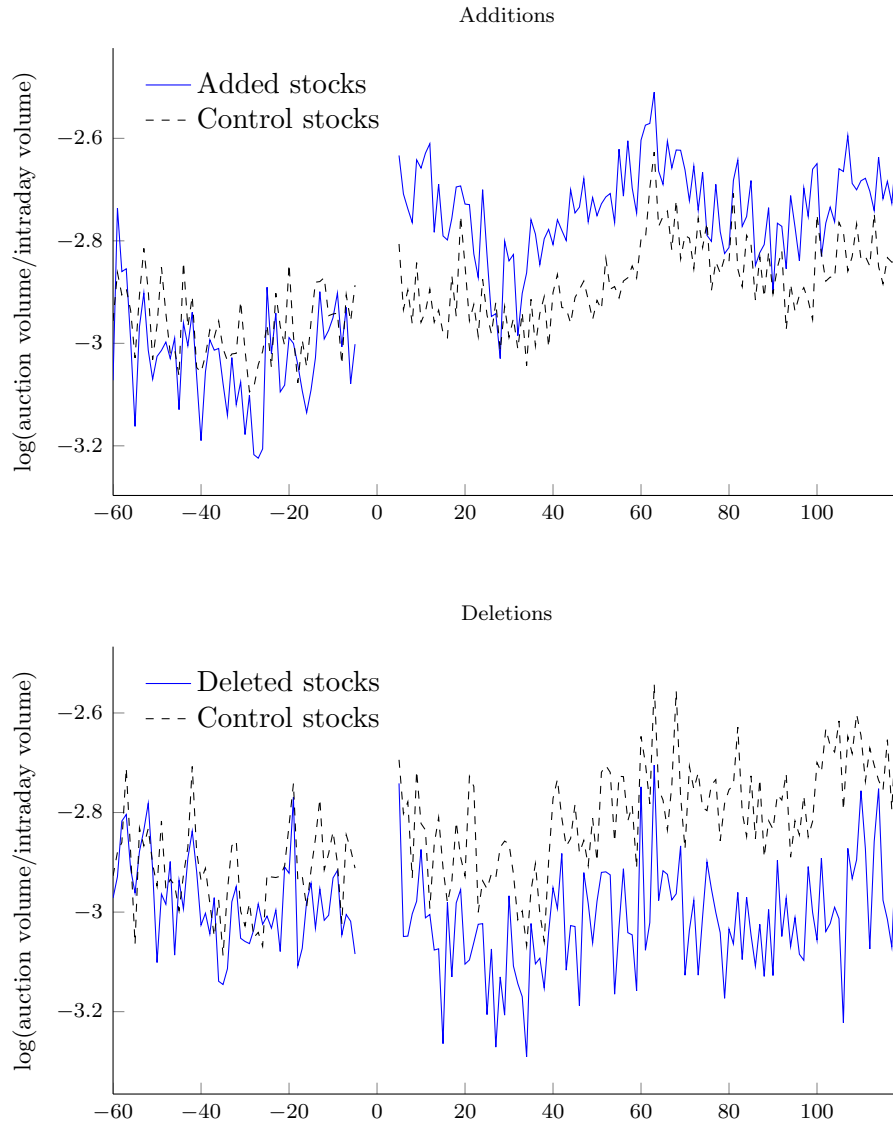 Additions
log(auction volume/intraday volume)
Added stocks
Control stocks
−2.6
−2.8
−3
−3.2
−60 −40 −20 0 20 40 60 80 100
Deletions
log(auction volume/intraday volume)
Deleted stocks
Control stocks
−2.6
−2.8
−3
−3.2
−60 −40 −20 0 20 40 60 80 100